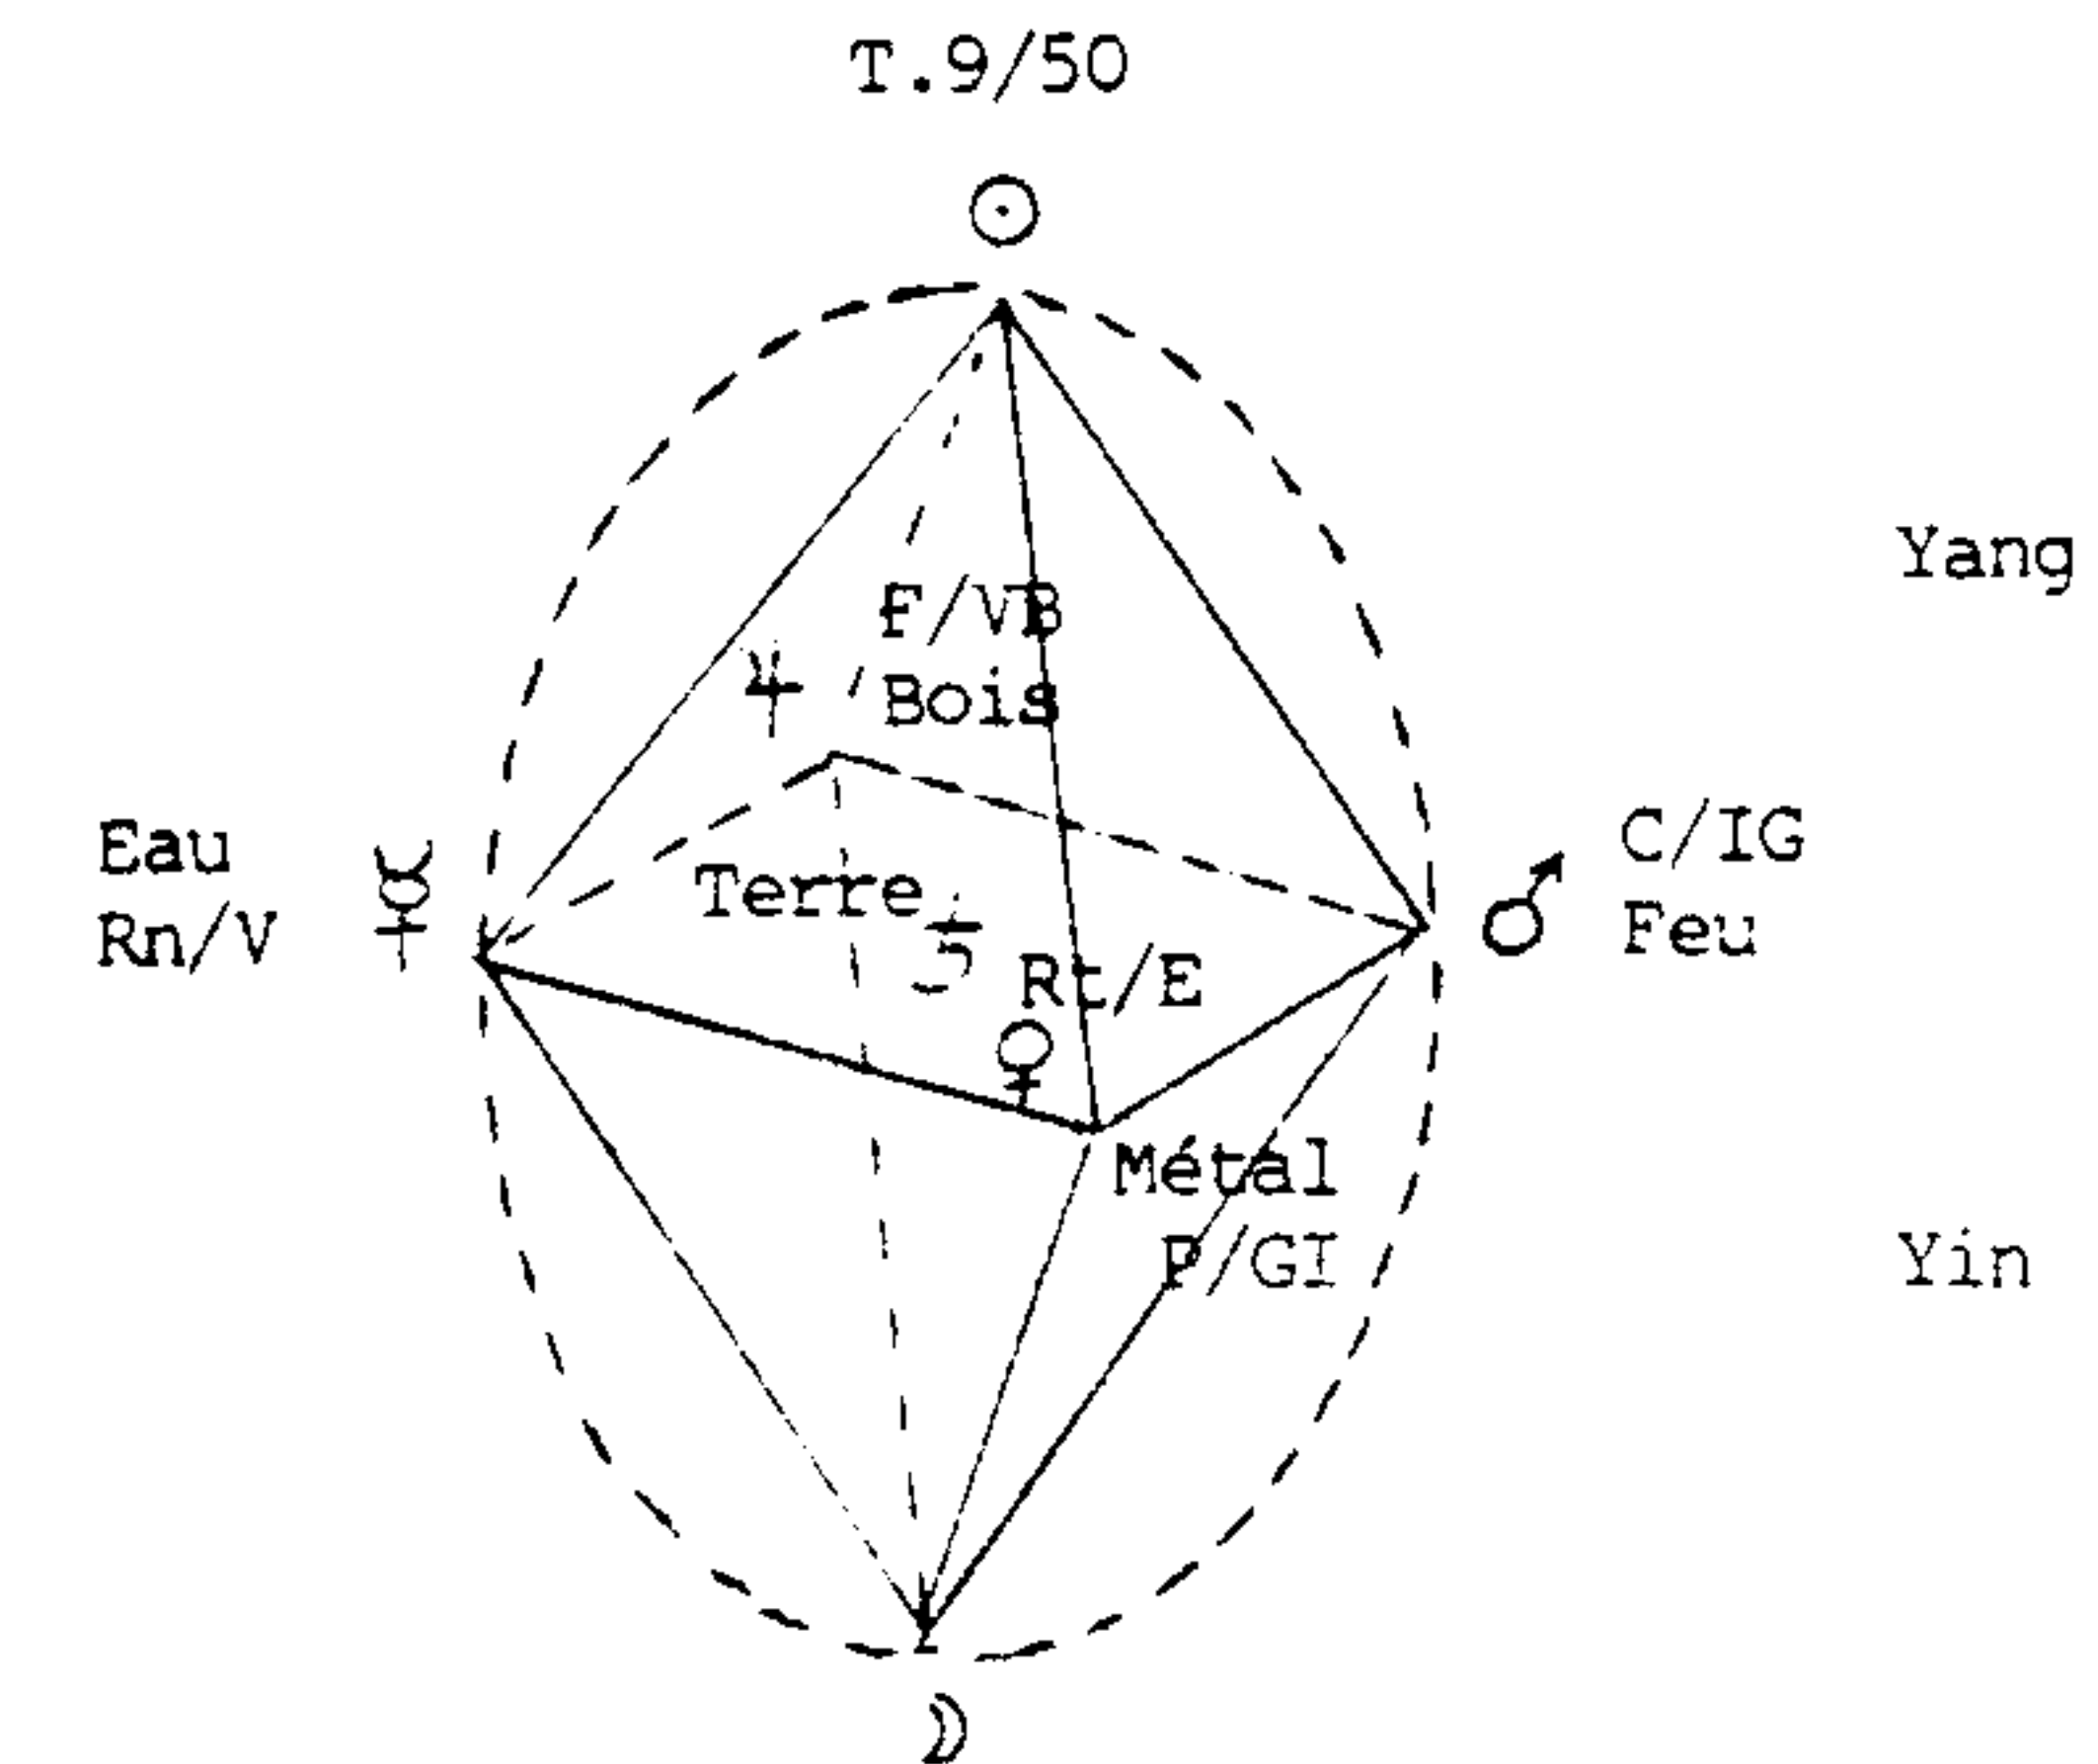 T.9/50
☉
Yang
F/VB
♃ Bois
Eau
Rn/V
☿
Terre
♄
C/IG
♂ Feu
Rt/E
♀
Métal
P/GI
Yin
☽